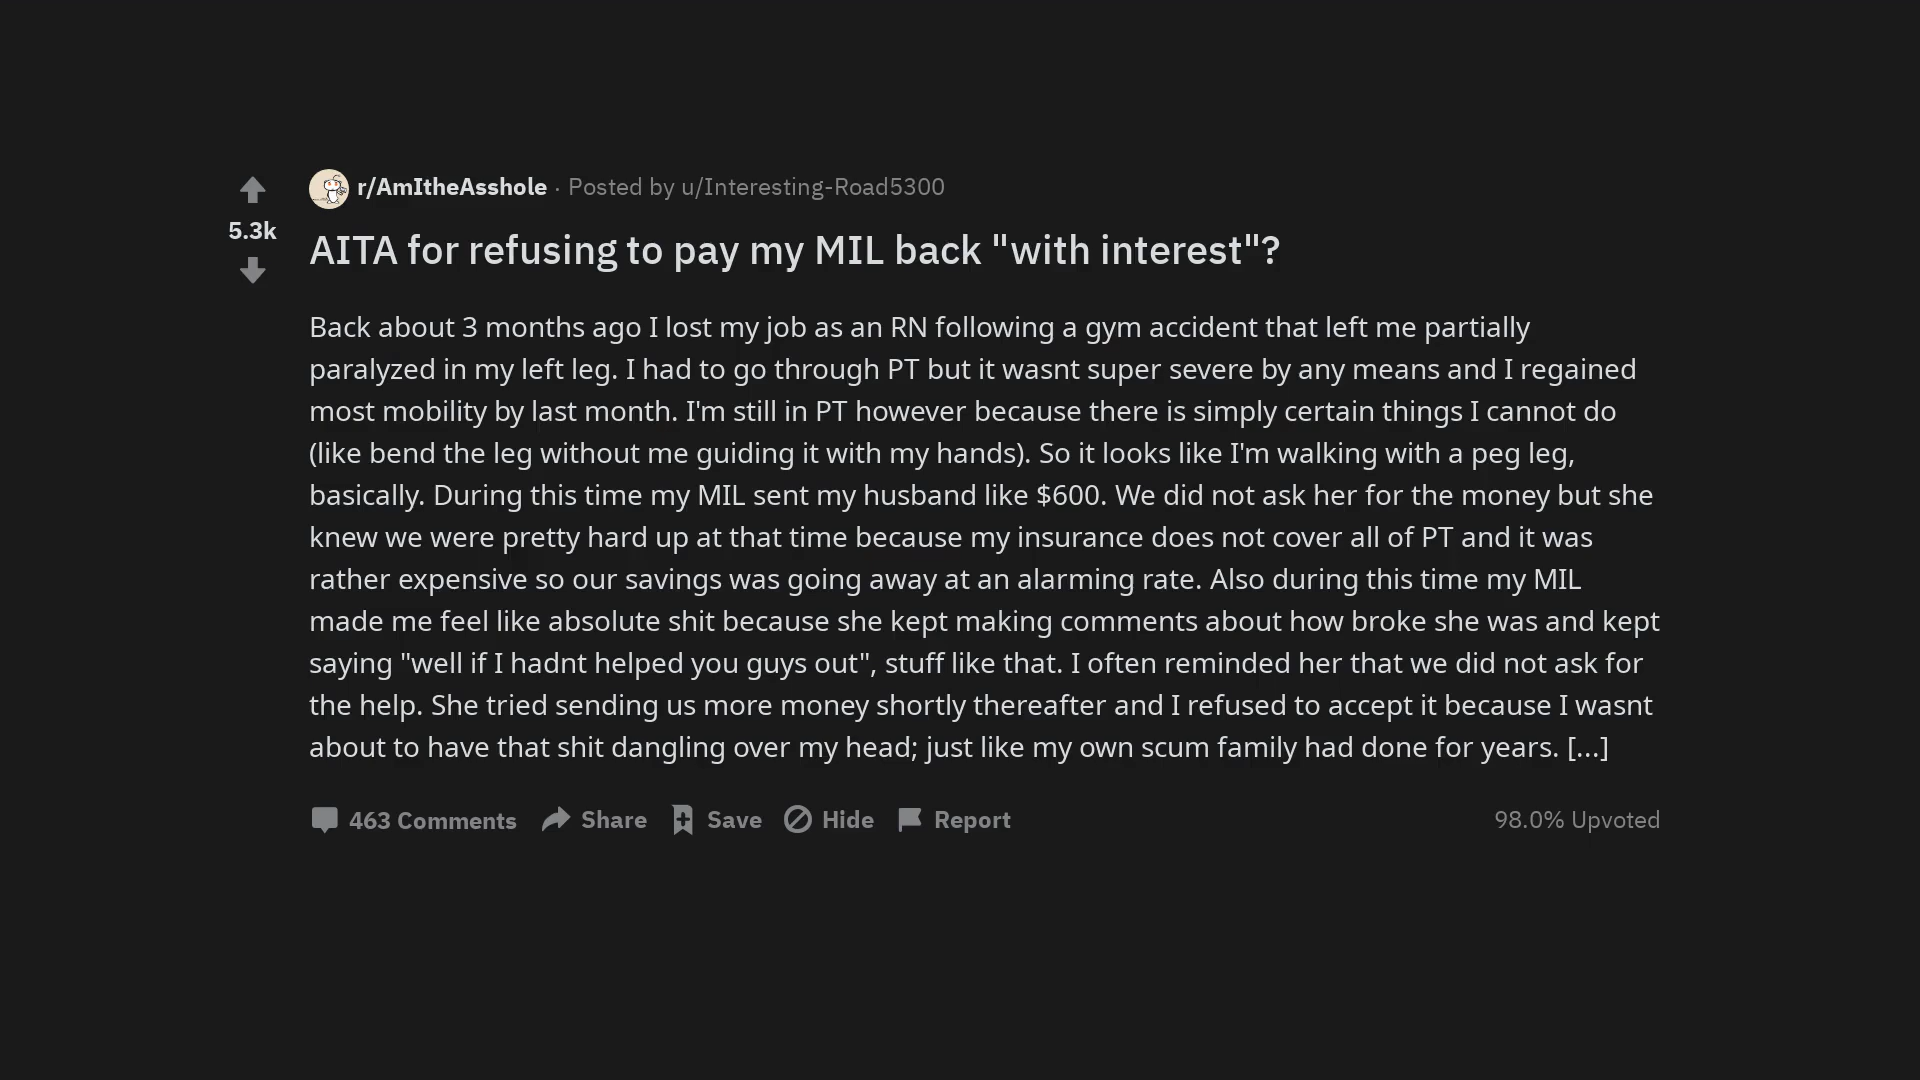 r/AmItheAsshole · Posted by u/Interesting-Road5300
5.3k
AITA for refusing to pay my MIL back "with interest"?
Back about 3 months ago I lost my job as an RN following a gym accident that left me partially
paralyzed in my left leg. I had to go through PT but it wasnt super severe by any means and I regained
most mobility by last month. I'm still in PT however because there is simply certain things I cannot do
(like bend the leg without me guiding it with my hands). So it looks like I'm walking with a peg leg,
basically. During this time my MIL sent my husband like $600. We did not ask her for the money but she
knew we were pretty hard up at that time because my insurance does not cover all of PT and it was
rather expensive so our savings was going away at an alarming rate. Also during this time my MIL
made me feel like absolute shit because she kept making comments about how broke she was and kept
saying "well if I hadnt helped you guys out", stuff like that. I often reminded her that we did not ask for
the help. She tried sending us more money shortly thereafter and I refused to accept it because I wasnt
about to have that shit dangling over my head; just like my own scum family had done for years. [...]
463 Comments Share Save Hide Report 98.0% Upvoted